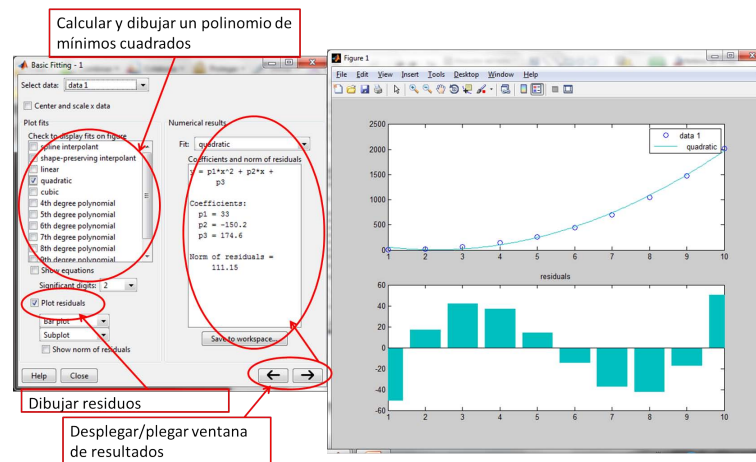 Calcular y dibujar un polinomio de
mínimos cuadrados
Basic Fitting - 1
Select data: data 1
Center and scale x data
Plot fits
Check to display fits on figure
spline interpolant
shape-preserving interpolant
linear
quadratic
cubic
4th degree polynomial
5th degree polynomial
6th degree polynomial
7th degree polynomial
8th degree polynomial
9th degree polynomial
Show equations
Significant digits: 2
Plot residuals
Bar plot
Subplot
Show norm of residuals
Help Close
Numerical results
Fit: quadratic
Coefficients and norm of residuals
y = p1*x^2 + p2*x +
p3
Coefficients:
p1 = 33
p2 = -150.2
p3 = 174.6
Norm of residuals =
111.15
Save to workspace...
Dibujar residuos
Desplegar/plegar ventana
de resultados
Figure 1
File Edit View Insert Tools Desktop Window Help
2500
2000
1500
1000
500
0
1 2 3 4 5 6 7 8 9 10
data 1
quadratic
residuals
60
40
20
0
-20
-40
-60
1 2 3 4 5 6 7 8 9 10